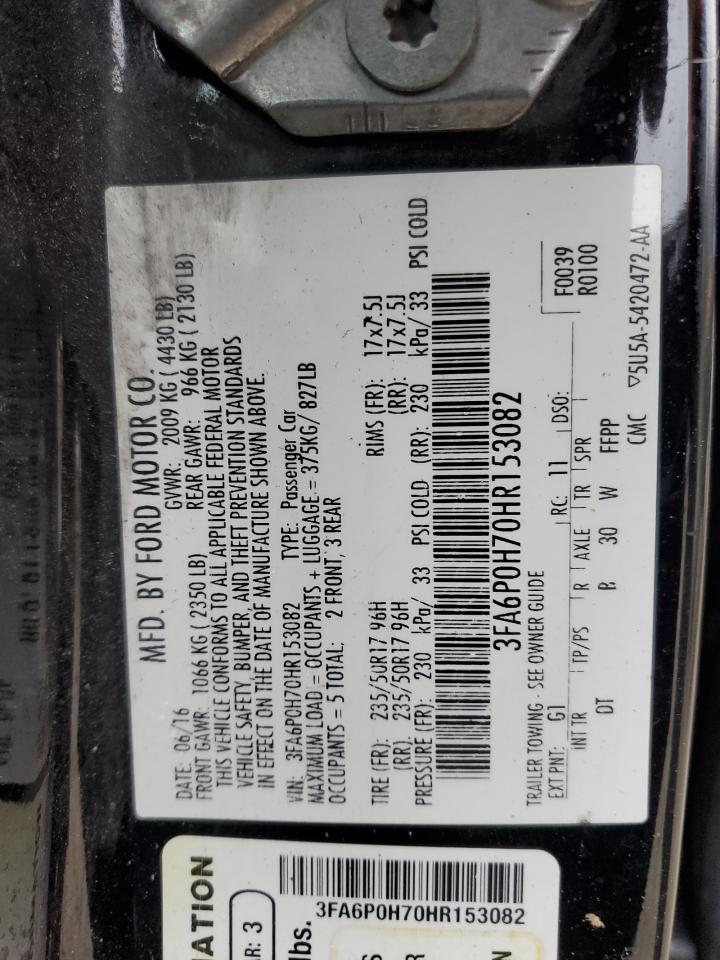 MFD. BY FORD MOTOR CO.
DATE: 06/16 GVWR: 2009 KG ( 4430 LB)
FRONT GAWR: 1066 KG ( 2350 LB) REAR GAWR: 966 KG ( 2130 LB)
THIS VEHICLE CONFORMS TO ALL APPLICABLE FEDERAL MOTOR
VEHICLE SAFETY, BUMPER, AND THEFT PREVENTION STANDARDS
IN EFFECT ON THE DATE OF MANUFACTURE SHOWN ABOVE.
VIN: 3FA6P0H70HR153082 TYPE: Passenger Car
MAXIMUM LOAD = OCCUPANTS + LUGGAGE = 375KG/ 827LB
OCCUPANTS = 5 TOTAL: 2 FRONT, 3 REAR
TIRE (FR): 235/50R17 96H RIMS (FR): 17x7.5J
(RR). 235/50R17 96H (RR): 17x7.5J
PRESSURE (FR): 230 kPa/ 33 PSI COLD (RR): 230 kPa/ 33 PSI COLD
3FA6P0H70HR153082
TRAILER TOWING - SEE OWNER GUIDE
EXT PNT: G1 RC: 11 DSO: F0039
R0100
INT TR TP/PS R AXLE TR SPR
DT 30 W FFPP
CMC ▽5U5A-5420472-AA
MATION
AR: 3
lbs.
3FA6P0H70HR153082